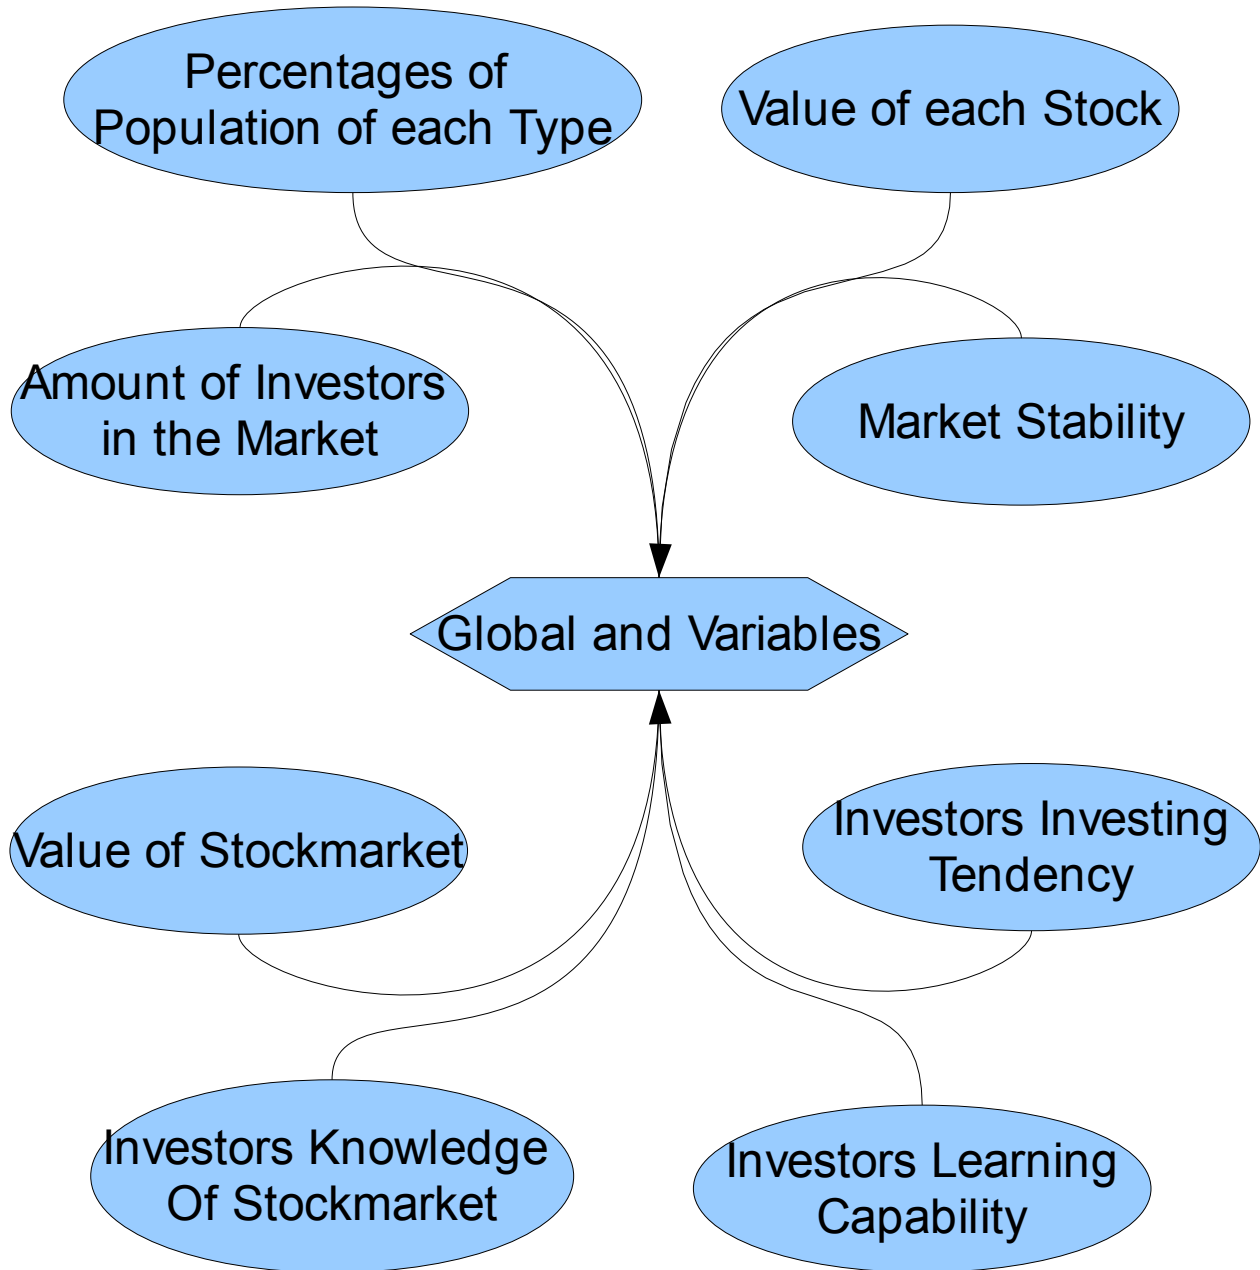 Percentages of
Population of each Type
Value of each Stock
Amount of Investors
in the Market
Market Stability
Global and Variables
Value of Stockmarket
Investors Investing
Tendency
Investors Knowledge
Of Stockmarket
Investors Learning
Capability